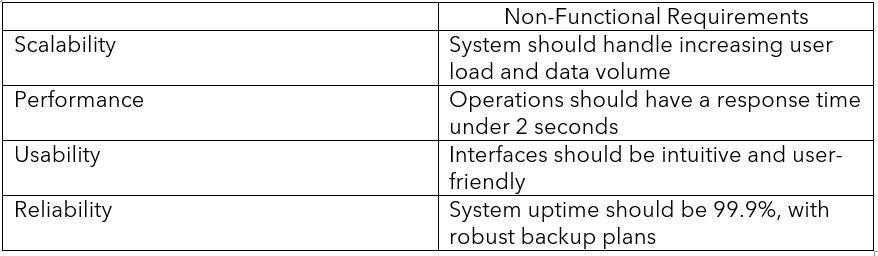 Non-Functional Requirements
Scalability
System should handle increasing user
load and data volume
Performance
Operations should have a response time
under 2 seconds
Usability
Interfaces should be intuitive and user-
friendly
Reliability
System uptime should be 99.9%, with
robust backup plans